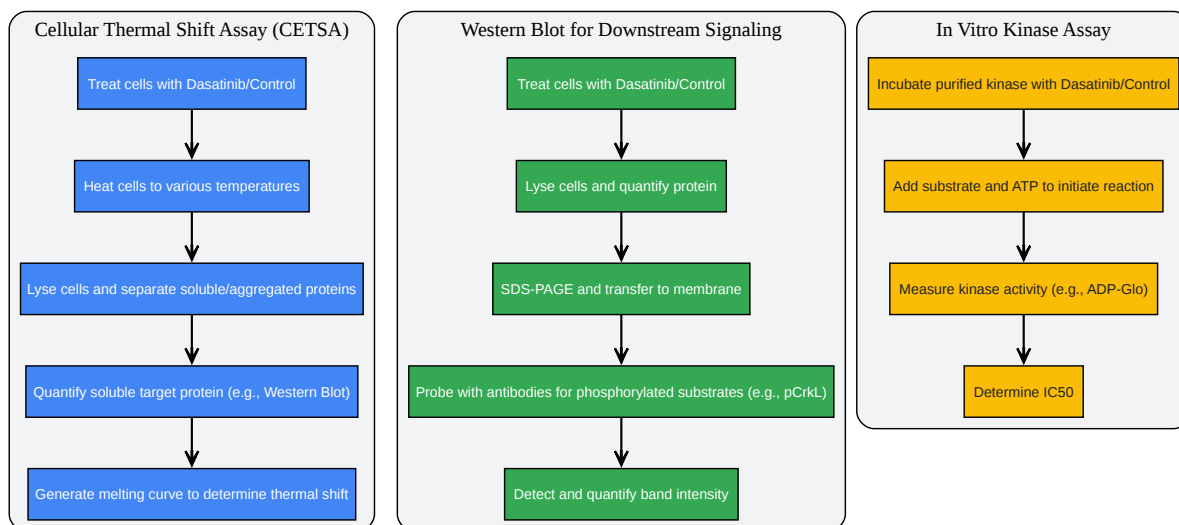 Cellular Thermal Shift Assay (CETSA)
Treat cells with Dasatinib/Control
Heat cells to various temperatures
Lyse cells and separate soluble/aggregated proteins
Quantify soluble target protein (e.g., Western Blot)
Generate melting curve to determine thermal shift
Western Blot for Downstream Signaling
Treat cells with Dasatinib/Control
Lyse cells and quantify protein
SDS-PAGE and transfer to membrane
Probe with antibodies for phosphorylated substrates (e.g., pCrkL)
Detect and quantify band intensity
In Vitro Kinase Assay
Incubate purified kinase with Dasatinib/Control
Add substrate and ATP to initiate reaction
Measure kinase activity (e.g., ADP-Glo)
Determine IC50